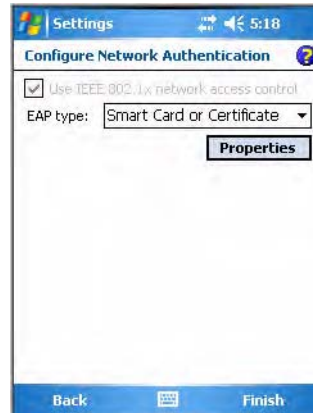 Settings 5:18
Configure Network Authentication ?
Use IEEE 802.1x network access control
EAP type: Smart Card or Certificate
Properties
Back Finish